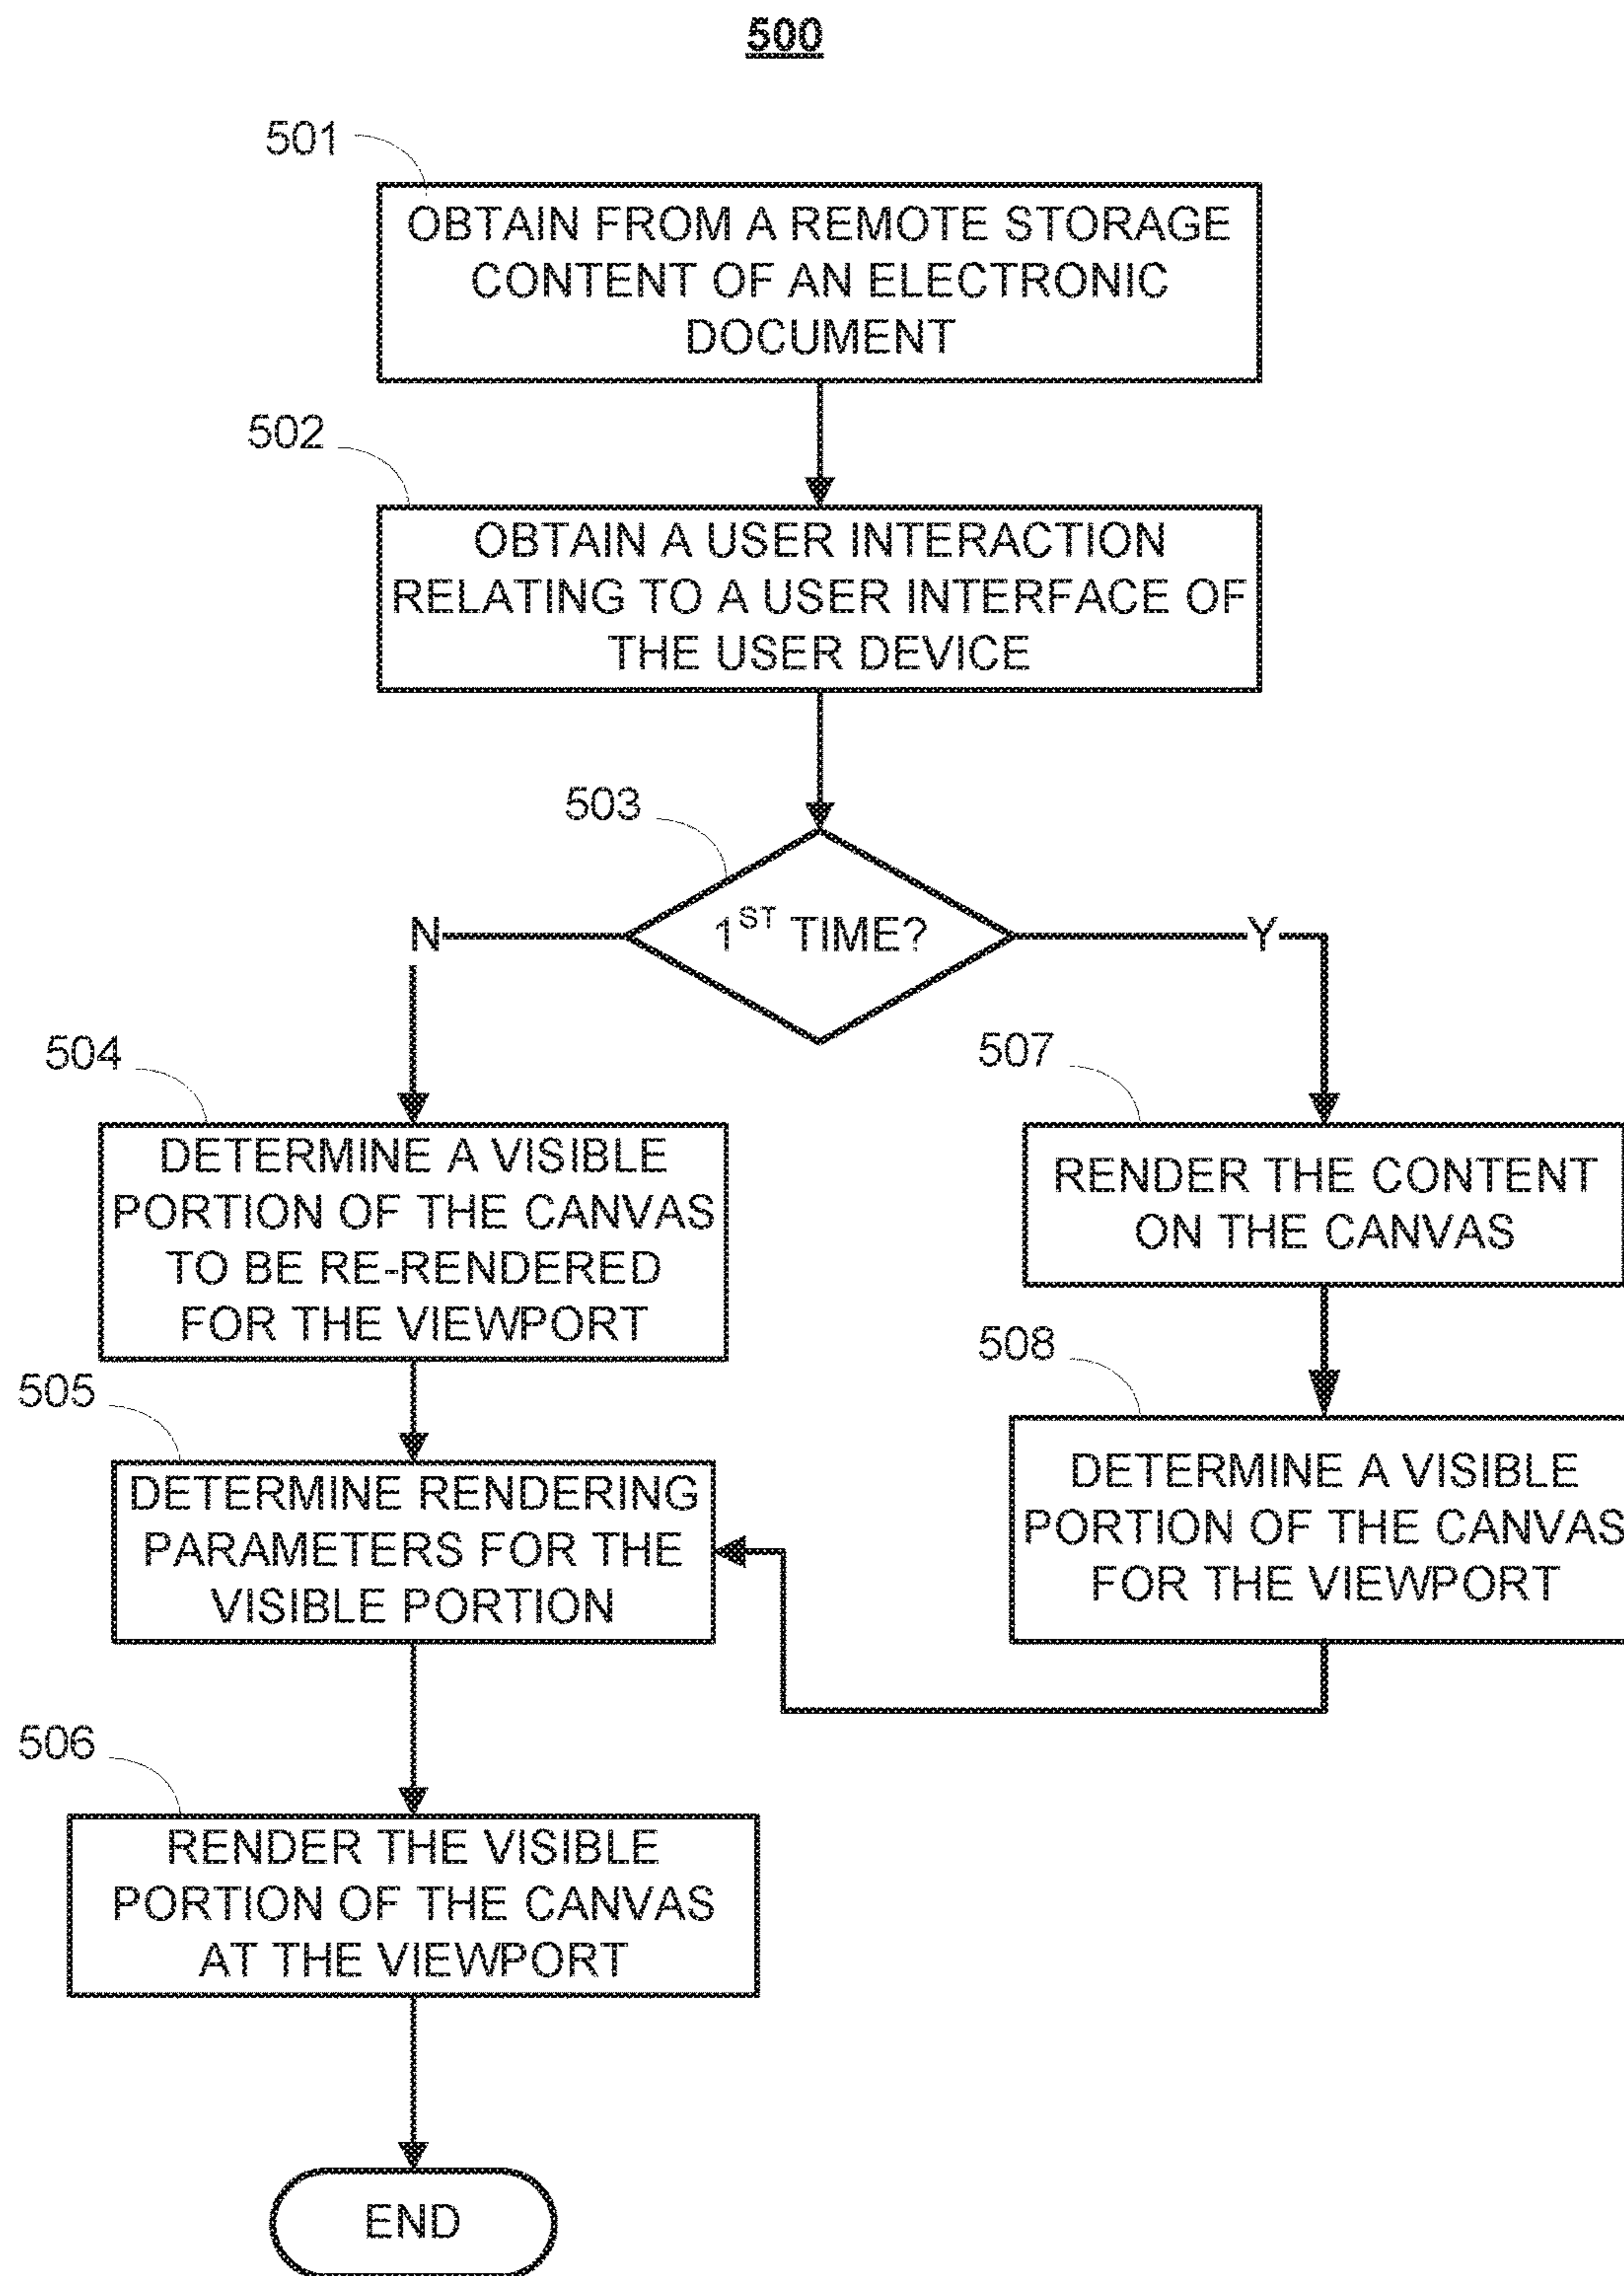 500
501
OBTAIN FROM A REMOTE STORAGE
CONTENT OF AN ELECTRONIC
DOCUMENT
502
OBTAIN A USER INTERACTION
RELATING TO A USER INTERFACE OF
THE USER DEVICE
503
1ST TIME?
N
Y
504
DETERMINE A VISIBLE
PORTION OF THE CANVAS
TO BE RE-RENDERED
FOR THE VIEWPORT
507
RENDER THE CONTENT
ON THE CANVAS
505
DETERMINE RENDERING
PARAMETERS FOR THE
VISIBLE PORTION
508
DETERMINE A VISIBLE
PORTION OF THE CANVAS
FOR THE VIEWPORT
506
RENDER THE VISIBLE
PORTION OF THE CANVAS
AT THE VIEWPORT
END